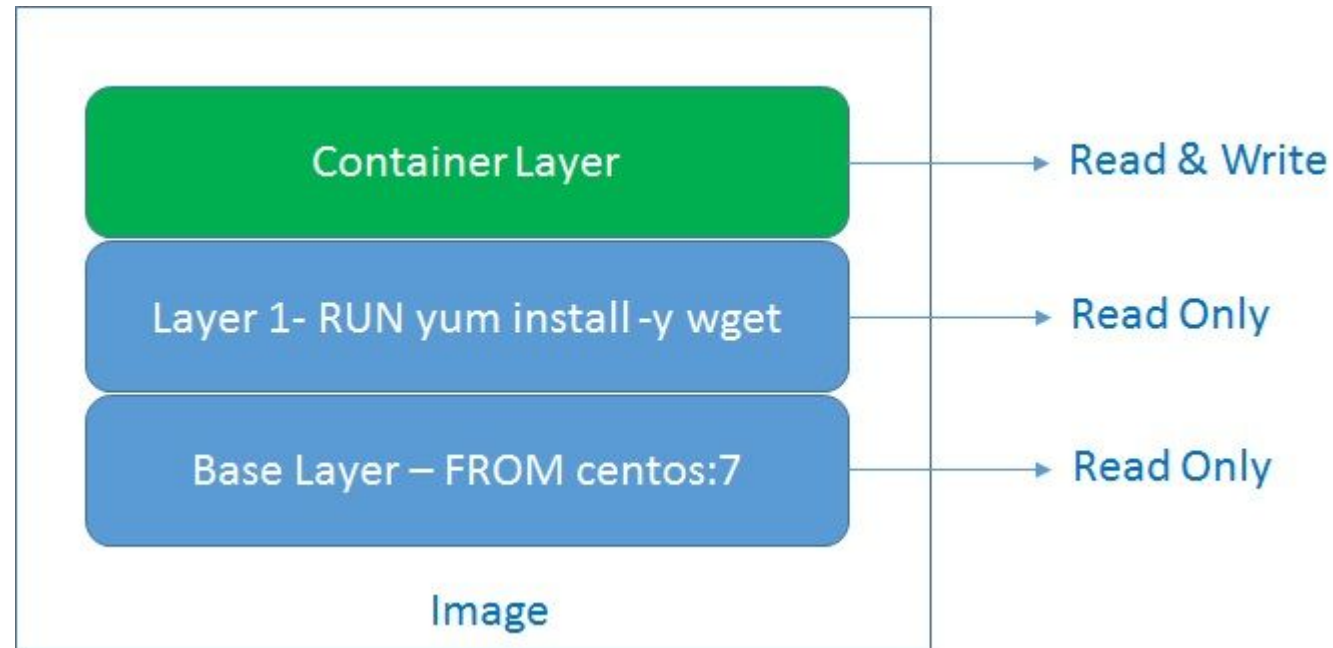 Container Layer
Read & Write
Layer 1- RUN yum install -y wget
Read Only
Base Layer – FROM centos:7
Read Only
Image